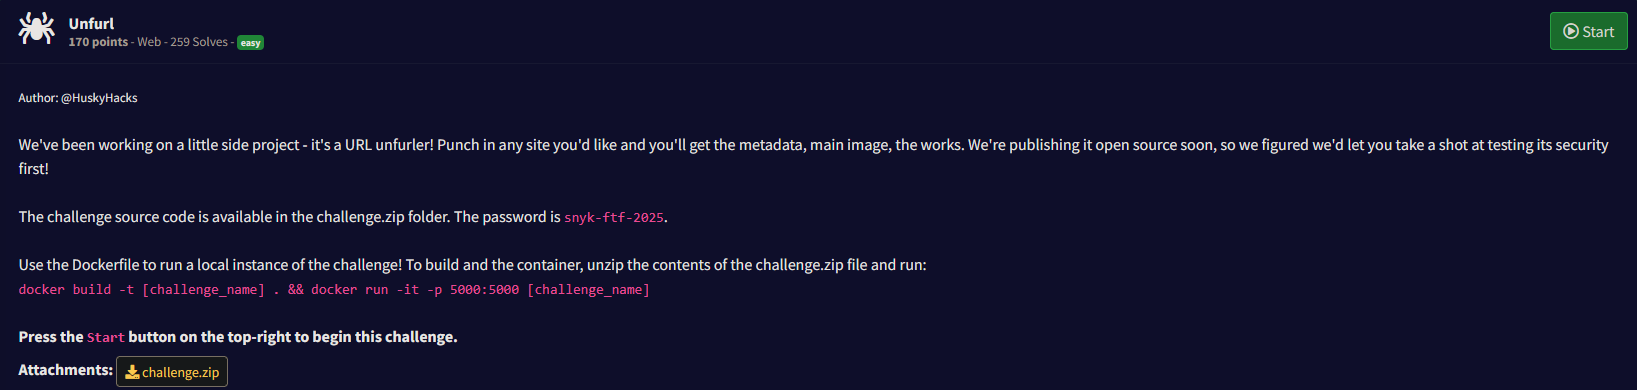 Unfurl
170 points - Web - 259 Solves - easy
Start
Author: @HuskyHacks
We've been working on a little side project - it's a URL unfurler! Punch in any site you'd like and you'll get the metadata, main image, the works. We're publishing it open source soon, so we figured we'd let you take a shot at testing its security
first!
The challenge source code is available in the challenge.zip folder. The password is snyk-ftf-2025.
Use the Dockerfile to run a local instance of the challenge! To build and the container, unzip the contents of the challenge.zip file and run:
docker build -t [challenge_name] . && docker run -it -p 5000:5000 [challenge_name]
Press the Start button on the top-right to begin this challenge.
Attachments: challenge.zip